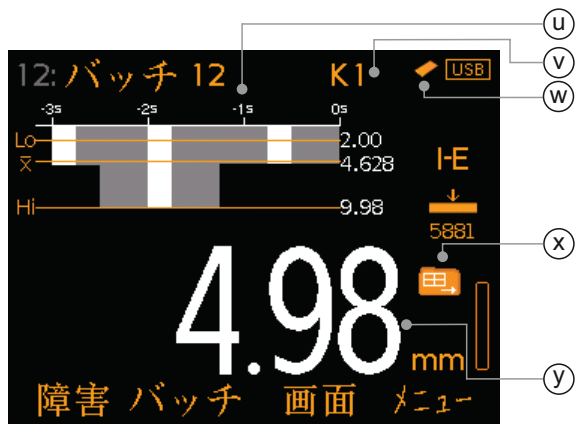 u
v
12: バッチ 12 K1 USB
w
-3s -2s -1s 0s
Lo 2.00
x̄ 4.628
I-E
Hi 9.98
5881
x
4.98 mm
y
障害 バッチ 画面 メニュー